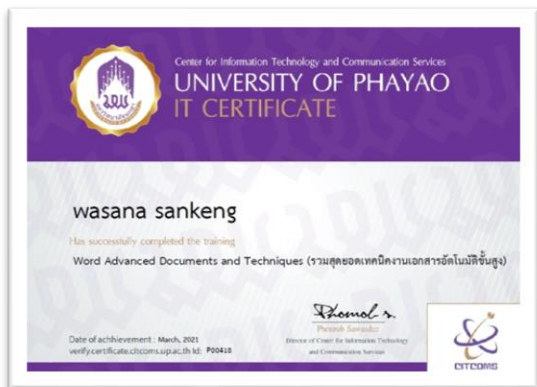 Center for Information Technology and Communication Services
UNIVERSITY OF PHAYAO
IT CERTIFICATE
wasana sankeng
Has successfully completed the training
Word Advanced Documents and Techniques (รวมสุดยอดเทคนิคงานเอกสารอัตโนมัติขั้นสูง)
Director of Center for Information Technology
and Communication Services
Date of achhievement : March, 2021
verify.certificate.citcoms.up.ac.th Id: P00418
CITCOMS